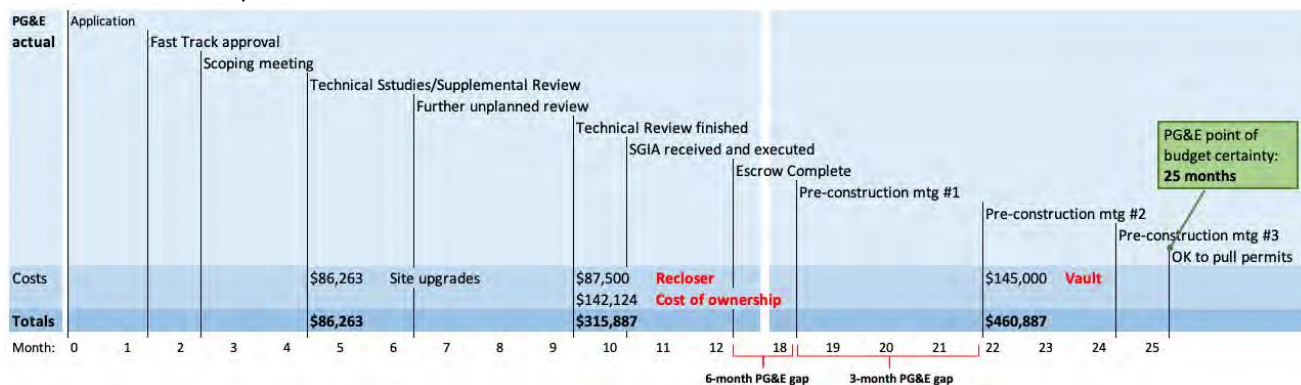 PG&E Application
actual
Fast Track approval
Scoping meeting
Technical Sstudies/Supplemental Review
Further unplanned review
Technical Review finished
SGIA received and executed
Escrow Complete
Pre-construction mtg #1
Pre-construction mtg #2
Pre-construction mtg #3
OK to pull permits
PG&E point of
budget certainty:
25 months
Costs $86,263 Site upgrades $87,500 Recloser $145,000 Vault
$142,124 Cost of ownership
Totals $86,263 $315,887 $460,887
Month: 0 1 2 3 4 5 6 7 8 9 10 11 12 18 19 20 21 22 23 24 25
6-month PG&E gap 3-month PG&E gap